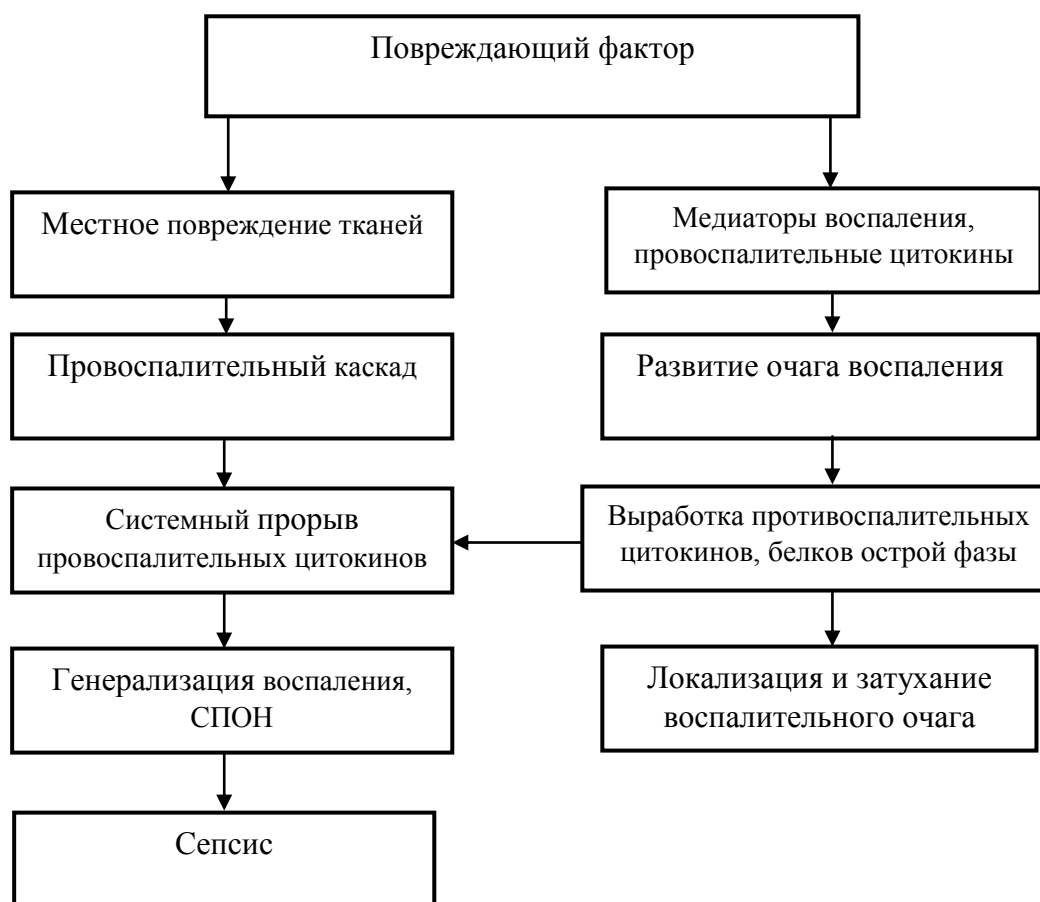 Повреждающий фактор
Местное повреждение тканей
Медиаторы воспаления,
провоспалительные цитокины
Провоспалительный каскад
Развитие очага воспаления
Системный прорыв
провоспалительных цитокинов
Выработка противоспалительных
цитокинов, белков острой фазы
Генерализация воспаления,
СПОН
Локализация и затухание
воспалительного очага
Сепсис